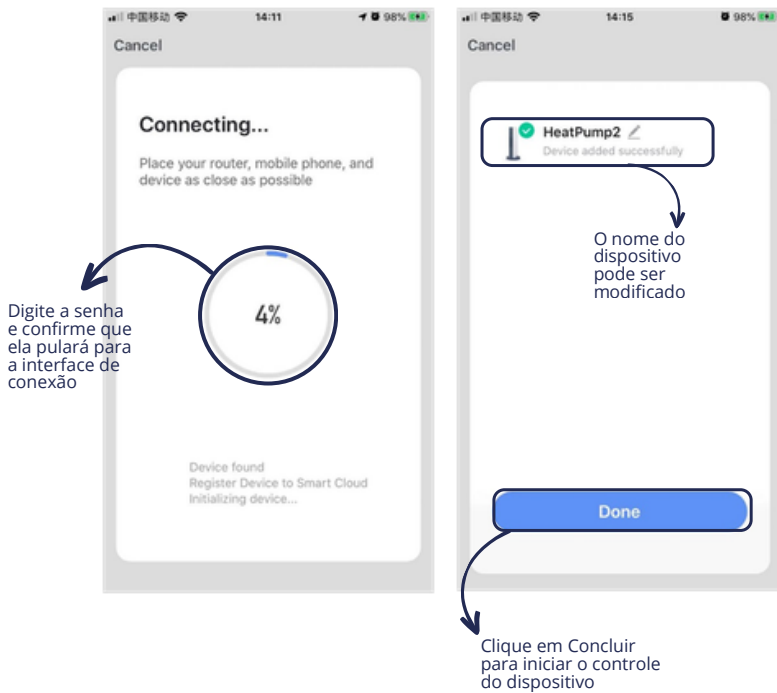 中国移动
14:11
98%
Cancel
Connecting...
Place your router, mobile phone, and
device as close as possible
4%
Device found
Register Device to Smart Cloud
Initializing device...
Digite a senha
e confirme que
ela pulará para
a interface de
conexão
中国移动
14:15
98%
Cancel
HeatPump2
Device added successfully
O nome do
dispositivo
pode ser
modificado
Done
Clique em Concluir
para iniciar o controle
do dispositivo